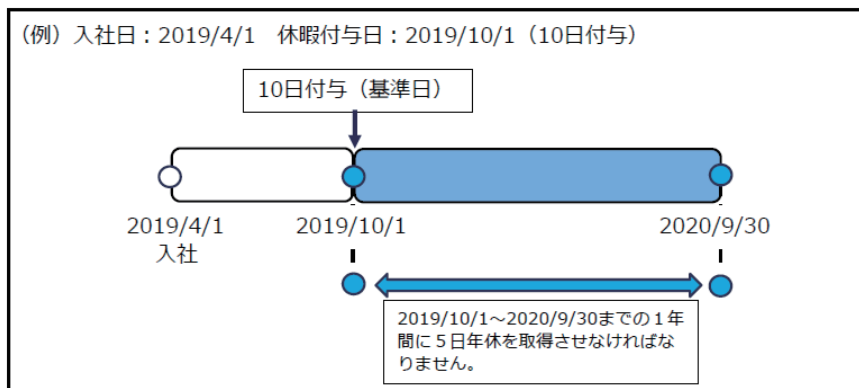 （例）入社日：2019/4/1　休暇付与日：2019/10/1（10日付与）
10日付与（基準日）
2019/4/1
入社
2019/10/1
2020/9/30
2019/10/1～2020/9/30までの１年
間に５日年休を取得させなければな
りません。